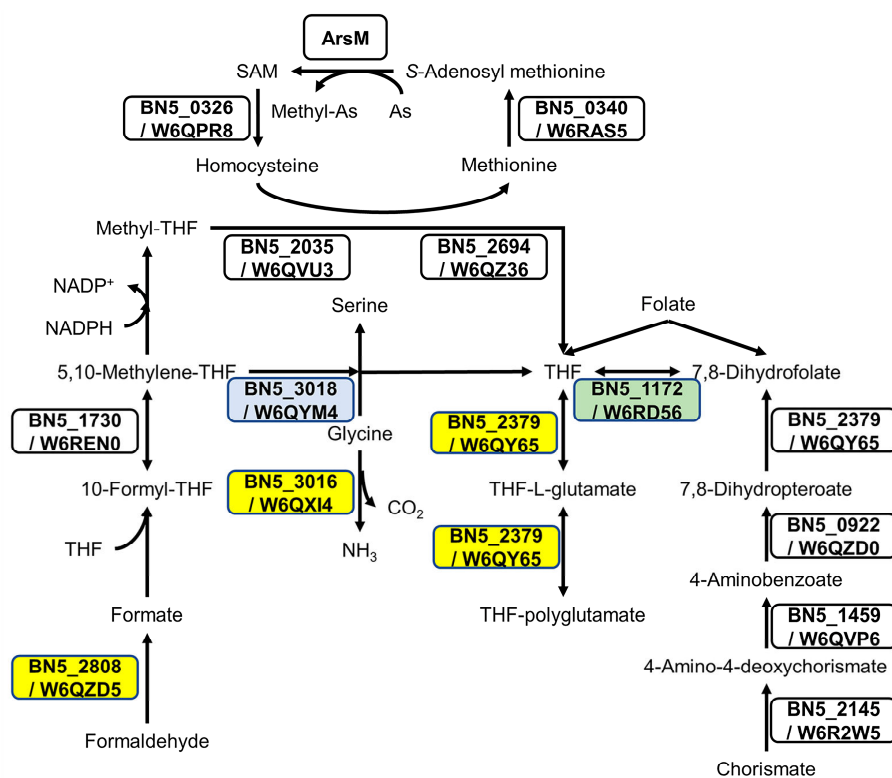 ArsM
SAM
S-Adenosyl methionine
BN5_0326
/ W6QPR8
Methyl-As
As
BN5_0340
/ W6RAS5
Homocysteine
Methionine
Methyl-THF
BN5_2035
/ W6QVU3
BN5_2694
/ W6QZ36
NADP+
NADPH
Serine
Folate
5,10-Methylene-THF
THF
7,8-Dihydrofolate
BN5_3018
/ W6QYM4
BN5_1172
/ W6RD56
BN5_1730
/ W6REN0
Glycine
BN5_2379
/ W6QY65
BN5_2379
/ W6QY65
10-Formyl-THF
BN5_3016
/ W6QXI4
CO2
THF-L-glutamate
7,8-Dihydropteroate
THF
NH3
BN5_2379
/ W6QY65
BN5_0922
/ W6QZD0
4-Aminobenzoate
Formate
THF-polyglutamate
BN5_1459
/ W6QVP6
BN5_2808
/ W6QZD5
4-Amino-4-deoxychorismate
BN5_2145
/ W6R2W5
Formaldehyde
Chorismate